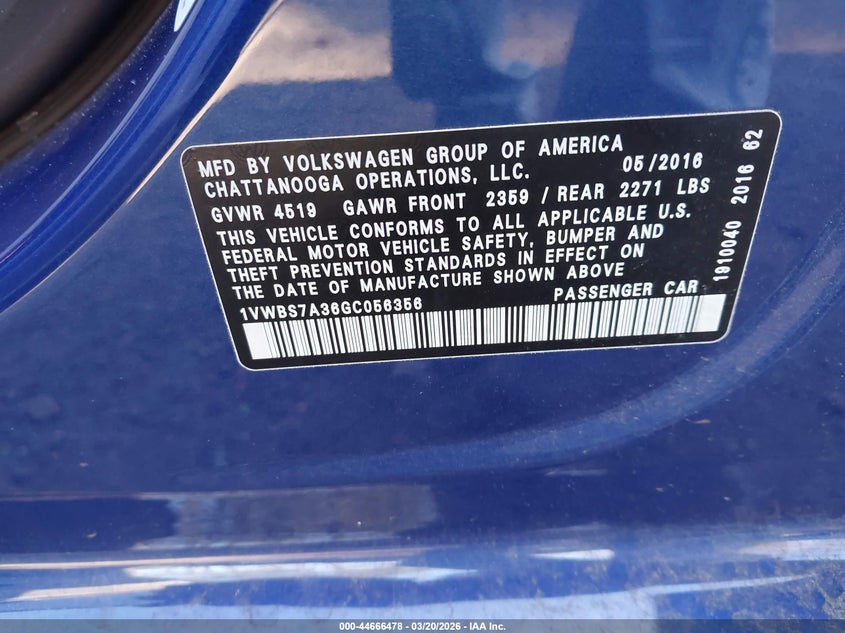 MFD BY VOLKSWAGEN GROUP OF AMERICA
CHATTANOOGA OPERATIONS, LLC. 05/2016
GVWR 4519 GAWR FRONT 2359 / REAR 2271 LBS
THIS VEHICLE CONFORMS TO ALL APPLICABLE U.S.
FEDERAL MOTOR VEHICLE SAFETY, BUMPER AND
THEFT PREVENTION STANDARDS IN EFFECT ON
THE DATE OF MANUFACTURE SHOWN ABOVE
1VWBS7A36GC056356 PASSENGER CAR
1910040 2016 62
000-44666478 - 03/20/2026 - IAA Inc.